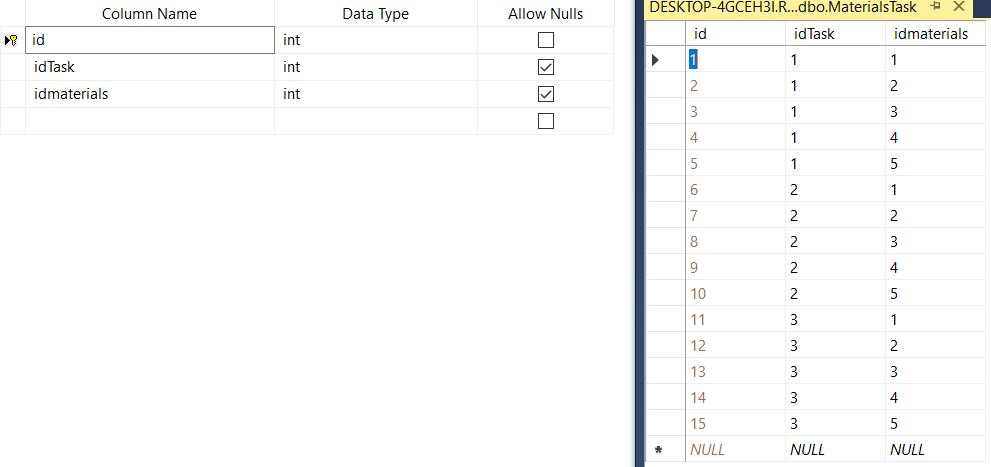 Column Name Data Type Allow Nulls
id int
idTask int
idmaterials int
DESKTOP-4GCEH3I.R...dbo.MaterialsTask
id idTask idmaterials
1 1 1
2 1 2
3 1 3
4 1 4
5 1 5
6 2 1
7 2 2
8 2 3
9 2 4
10 2 5
11 3 1
12 3 2
13 3 3
14 3 4
15 3 5
NULL NULL NULL